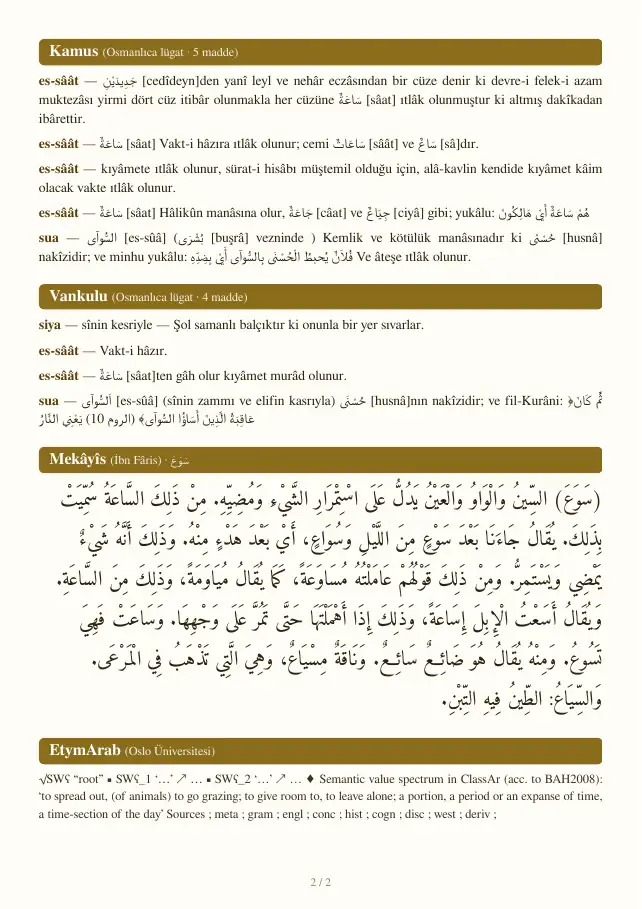 Kamus (Osmanlıca lügat · 5 madde)
es-sâât — جَدِيدَيْنِ [cedîdeyn]den yanî leyl ve nehâr eczâsından bir cüze denir ki devre-i felek-i azam
muktezâsı yirmi dört cüz itibâr olunmakla her cüzüne سَاعَةٌ [sâat] ıtlâk olunmuştur ki altmış dakîkadan
ibârettir.
es-sâât — سَاعَةٌ [sâat] Vakt-i hâzıra ıtlâk olunur; cemi سَاعَاتٌ [sâât] ve سَاعٌ [sâ]dır.
es-sâât — kıyâmete ıtlâk olunur, sürat-i hisâbı müştemil olduğu için, alâ-kavlin kendide kıyâmet kâim
olacak vakte ıtlâk olunur.
es-sâât — سَاعَةٌ [sâat] Hâlikûn manâsına olur, جَاعَةٌ [câat] ve جِيَاعٌ [ciyâ] gibi; yukâlu: هُمْ سَاعَةٌ أَيْ هَالِكُونَ
sua — السُّوآى [es-sûâ] (بُشْرَى [buşrâ] vezninde ) Kemlik ve kötülük manâsınadır ki حُسْنَى [husnâ]
nakîzidir; ve minhu yukâlu: فُلاَنٌ يُحبطُ الْحُسْنَى بِالسُّوآى أَيْ بِضِدِّهِ Ve âteşe ıtlâk olunur.
Vankulu (Osmanlıca lügat · 4 madde)
siya — sînin kesriyle — Şol samanlı balçıktır ki onunla bir yer sıvarlar.
es-sâât — Vakt-i hâzır.
es-sâât — سَاعَةٌ [sâat]ten gâh olur kıyâmet murâd olunur.
sua — اَلسُّوآى [es-sûâ] (sînin zammı ve elifin kasrıyla) حُسْنَى [husnâ]nın nakîzidir; ve fil-Kurâni: ﴿ثُمَّ كَانَ
عَاقِبَةُ الَّذِينَ أَسَاؤُا السُّوآى﴾ (الروم 10) يَعْنِي النَّارُ
Mekâyîs (İbn Fâris) · سَوَعَ
(سَوَعَ) السِّينُ وَالْوَاوُ وَالْعَيْنُ يَدُلُّ عَلَى اسْتِمْرَارِ الشَّيْءِ وَمُضِيِّهِ. مِنْ ذَلِكَ السَّاعَةُ سُمِّيَتْ
بِذَلِكَ. يُقَالُ جَاءَنَا بَعْدَ سَوْعٍ مِنَ اللَّيْلِ وَسُوَاعٍ، أَيْ بَعْدَ هَدْءٍ مِنْهُ. وَذَلِكَ أَنَّهُ شَيْءٌ
يَمْضِي وَيَسْتَمِرُّ. وَمِنْ ذَلِكَ قَوْلُهُمْ عَامَلْتُهُ مُسَاوَعَةً، كَمَا يُقَالُ مُيَاوَمَةً، وَذَلِكَ مِنَ السَّاعَةِ.
وَيُقَالُ أَسَعْتُ الْإِبِلَ إِسَاعَةً، وَذَلِكَ إِذَا أَهْمَلْتَهَا حَتَّى تَمُرَّ عَلَى وَجْهِهَا. وَسَاعَتْ فَهِيَ
تَسُوعُ. وَمِنْهُ يُقَالُ هُوَ ضَائِعٌ سَائِعٌ. وَنَاقَةٌ مِسْيَاعٌ، وَهِيَ الَّتِي تَذْهَبُ فِي الْمَرْعَى.
وَالسِّيَاعُ: الطِّينُ فِيهِ التِّبْنِ.
EtymArab (Oslo Üniversitesi)
√SWʕ “root” ▪ SWʕ_1 ‘…’ ↗ … ▪ SWʕ_2 ‘…’ ↗ … ♦ Semantic value spectrum in ClassAr (acc. to BAH2008):
‘to spread out, (of animals) to go grazing; to give room to, to leave alone; a portion, a period or an expanse of time,
a time-section of the day’ Sources ; meta ; gram ; engl ; conc ; hist ; cogn ; disc ; west ; deriv ;
2 / 2